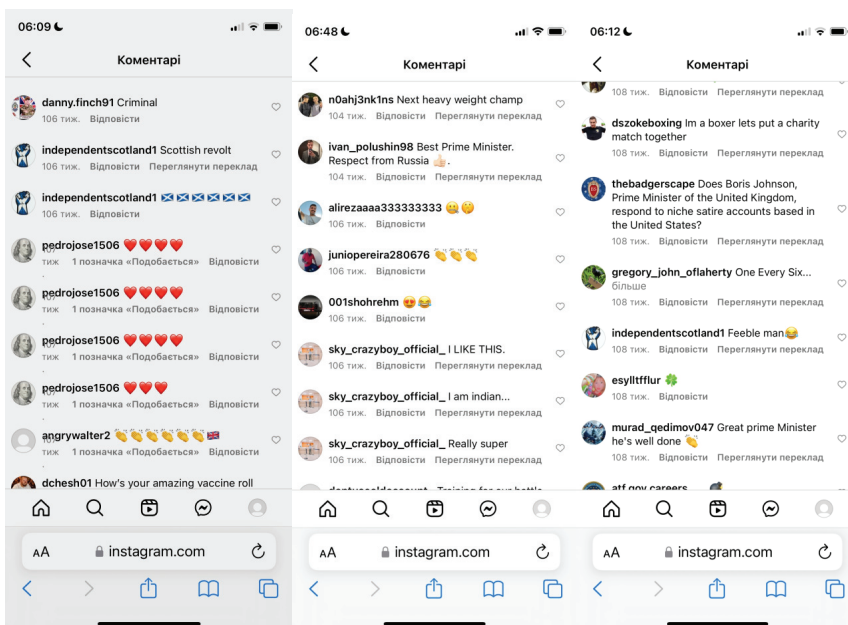 06:09
Коментарі
danny.finch91 Criminal
106 тиж. Відповісти
independentscotland1 Scottish revolt
106 тиж. Відповісти Переглянути переклад
independentscotland1 🏴󠁧󠁢󠁳󠁣󠁴󠁿🏴󠁧󠁢󠁳󠁣󠁴󠁿🏴󠁧󠁢󠁳󠁣󠁴󠁿🏴󠁧󠁢󠁳󠁣󠁴󠁿🏴󠁧󠁢󠁳󠁣󠁴󠁿🏴󠁧󠁢󠁳󠁣󠁴󠁿
106 тиж. Відповісти
pedrojose1506 ❤️❤️❤️❤️
тиж 1 позначка «Подобається» Відповісти
.
pedrojose1506 ❤️❤️❤️❤️
тиж 1 позначка «Подобається» Відповісти
.
pedrojose1506 ❤️❤️❤️❤️
тиж 1 позначка «Подобається» Відповісти
.
pedrojose1506 ❤️❤️❤️
тиж 1 позначка «Подобається» Відповісти
.
angrywalter2 👏👏👏👏👏👏🇬🇧
тиж 1 позначка «Подобається» Відповісти
.
dchesh01 How's your amazing vaccine roll
AA instagram.com
06:48
Коментарі
n0ahj3nk1ns Next heavy weight champ
104 тиж. Відповісти Переглянути переклад
ivan_polushin98 Best Prime Minister.
Respect from Russia 👍🏻.
104 тиж. Відповісти Переглянути переклад
alirezaaaa333333333 🤐🤫
106 тиж. Відповісти
juniopereira280676 👏👏👏
106 тиж. Відповісти
001shohrehm 😍😂
106 тиж. Відповісти
sky_crazyboy_official_ I LIKE THIS.
106 тиж. Відповісти Переглянути переклад
sky_crazyboy_official_ I am indian...
106 тиж. Відповісти Переглянути переклад
sky_crazyboy_official_ Really super
106 тиж. Відповісти Переглянути переклад
AA instagram.com
06:12
Коментарі
108 тиж. Відповісти Переглянути переклад
dszokeboxing Im a boxer lets put a charity
match together
108 тиж. Відповісти Переглянути переклад
thebadgerscape Does Boris Johnson,
Prime Minister of the United Kingdom,
respond to niche satire accounts based in
the United States?
108 тиж. Відповісти Переглянути переклад
gregory_john_oflaherty One Every Six...
більше
108 тиж. Відповісти Переглянути переклад
independentscotland1 Feeble man😂
108 тиж. Відповісти Переглянути переклад
esylltfflur 🍀
108 тиж. Відповісти
murad_qedimov047 Great prime Minister
he's well done 👏
108 тиж. Відповісти Переглянути переклад
AA instagram.com